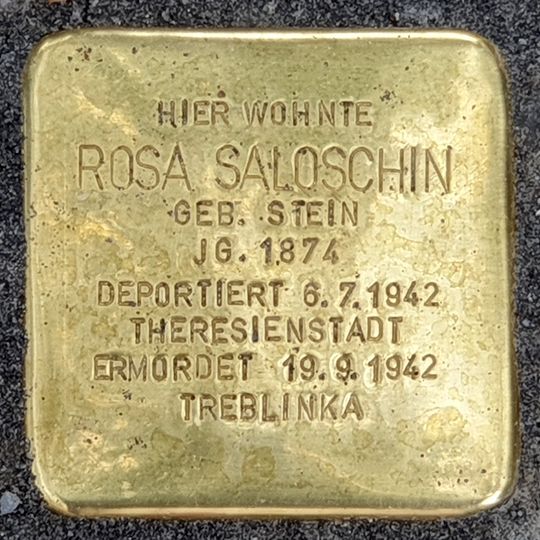 HIER WOHNTE
ROSA SALOSCHIN
GEB. STEIN
JG. 1874
DEPORTIERT 6.7.1942
THERESIENSTADT
ERMORDET 19.9.1942
TREBLINKA